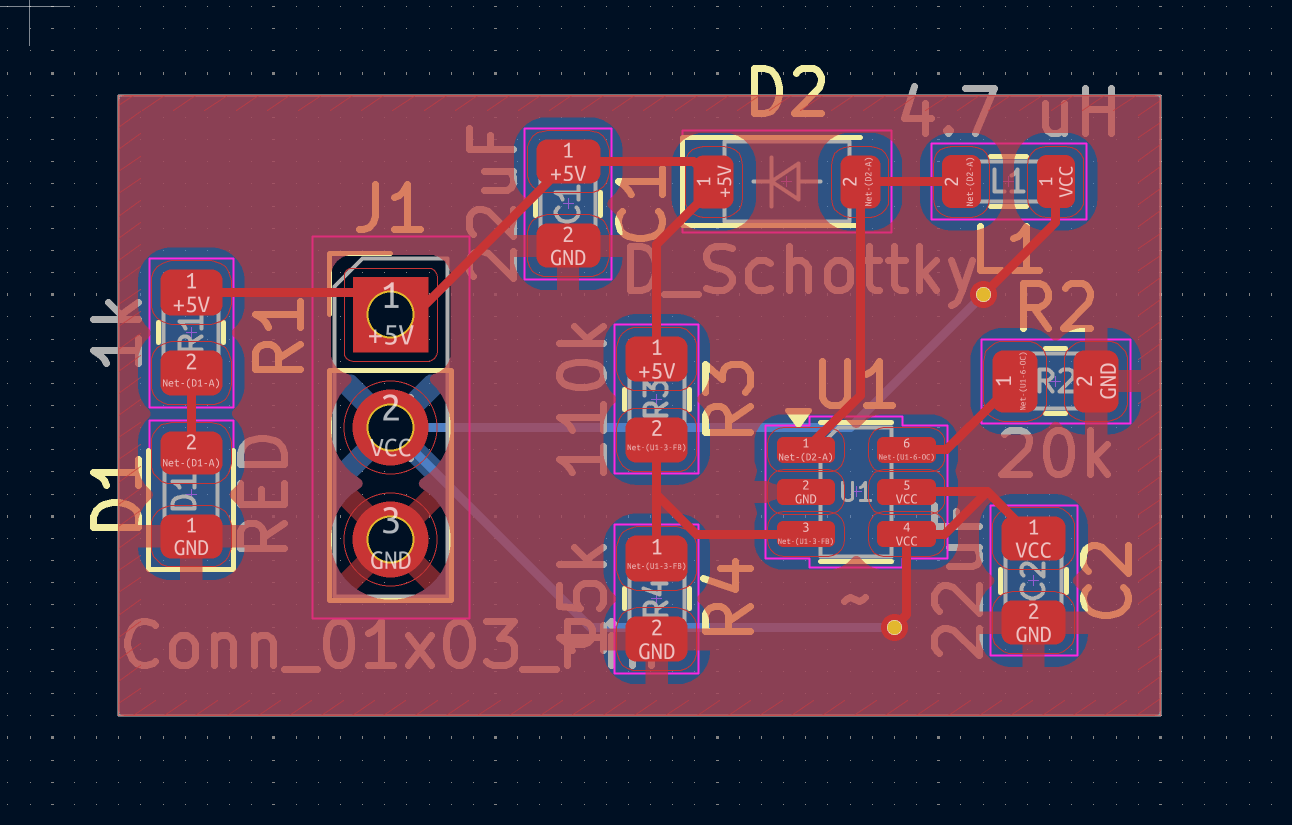 D2
4.7 uH
J1
22uF
C1
1
+5V
C1
2
GND
1
+5V
2
Net-(D2-A)
2
Net-(D2-A)
L1
1
VCC
L1
D_Schottky
R2
1k
1
+5V
R1
2
Net-(D1-A)
R1
1
+5V
2
VCC
3
GND
110k
1
+5V
R3
2
Net-(U1-3-FB)
R3
U1
1
Net-(D2-A)
2
GND
3
Net-(U1-3-FB)
U1
6
Net-(U1-6-OC)
5
VCC
4
VCC
~
1
Net-(U1-6-OC)
R2
2
GND
20k
D1
2
Net-(D1-A)
D1
1
GND
RED
15k
1
Net-(U1-3-FB)
R4
2
GND
R4
22uF
1
VCC
C2
2
GND
C2
Conn_01x03_